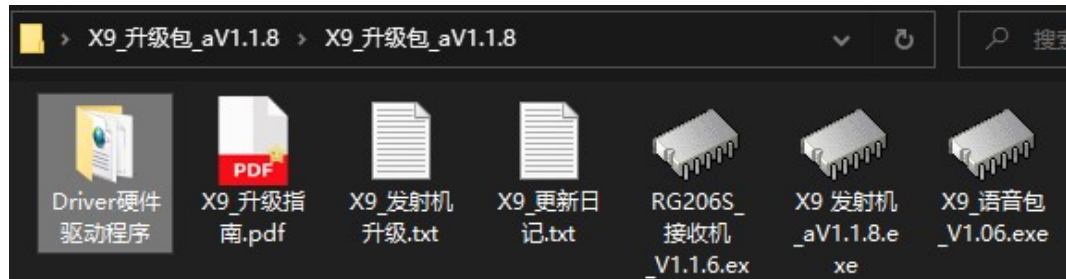 X9_升级包_aV1.1.8 › X9_升级包_aV1.1.8
搜索
PDF
Driver硬件
驱动程序
X9_升级指
南.pdf
X9_发射机
升级.txt
X9_更新日
记.txt
RG206S_
接收机
_V1.1.6.ex
X9 发射机
_aV1.1.8.e
xe
X9_语音包
_V1.06.exe